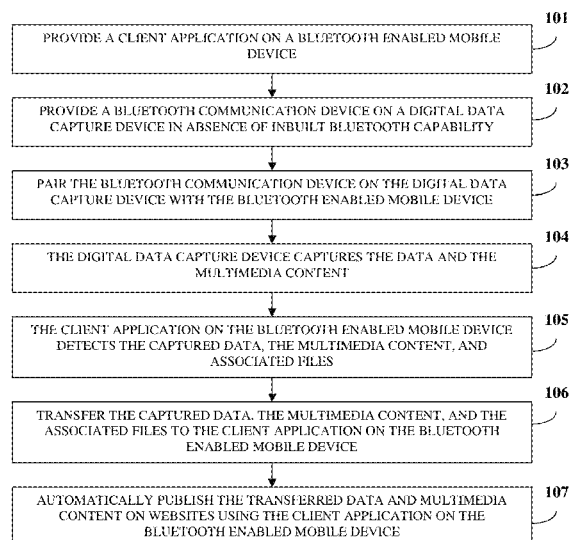 101
PROVIDE A CLIENT APPLICATION ON A BLUETOOTH ENABLED MOBILE
DEVICE
102
PROVIDE A BLUETOOTH COMMUNICATION DEVICE ON A DIGITAL DATA
CAPTURE DEVICE IN ABSENCE OF INBUILT BLUETOOTH CAPABILITY
103
PAIR THE BLUETOOTH COMMUNICATION DEVICE ON THE DIGITAL DATA
CAPTURE DEVICE WITH THE BLUETOOTH ENABLED MOBILE DEVICE
104
THE DIGITAL DATA CAPTURE DEVICE CAPTURES THE DATA AND THE
MULTIMEDIA CONTENT
105
THE CLIENT APPLICATION ON THE BLUETOOTH ENABLED MOBILE DEVICE
DETECTS THE CAPTURED DATA, THE MULTIMEDIA CONTENT, AND
ASSOCIATED FILES
106
TRANSFER THE CAPTURED DATA, THE MULTIMEDIA CONTENT, AND THE
ASSOCIATED FILES TO THE CLIENT APPLICATION ON THE BLUETOOTH
ENABLED MOBILE DEVICE
107
AUTOMATICALLY PUBLISH THE TRANSFERRED DATA AND MULTIMEDIA
CONTENT ON WEBSITES USING THE CLIENT APPLICATION ON THE
BLUETOOTH ENABLED MOBILE DEVICE